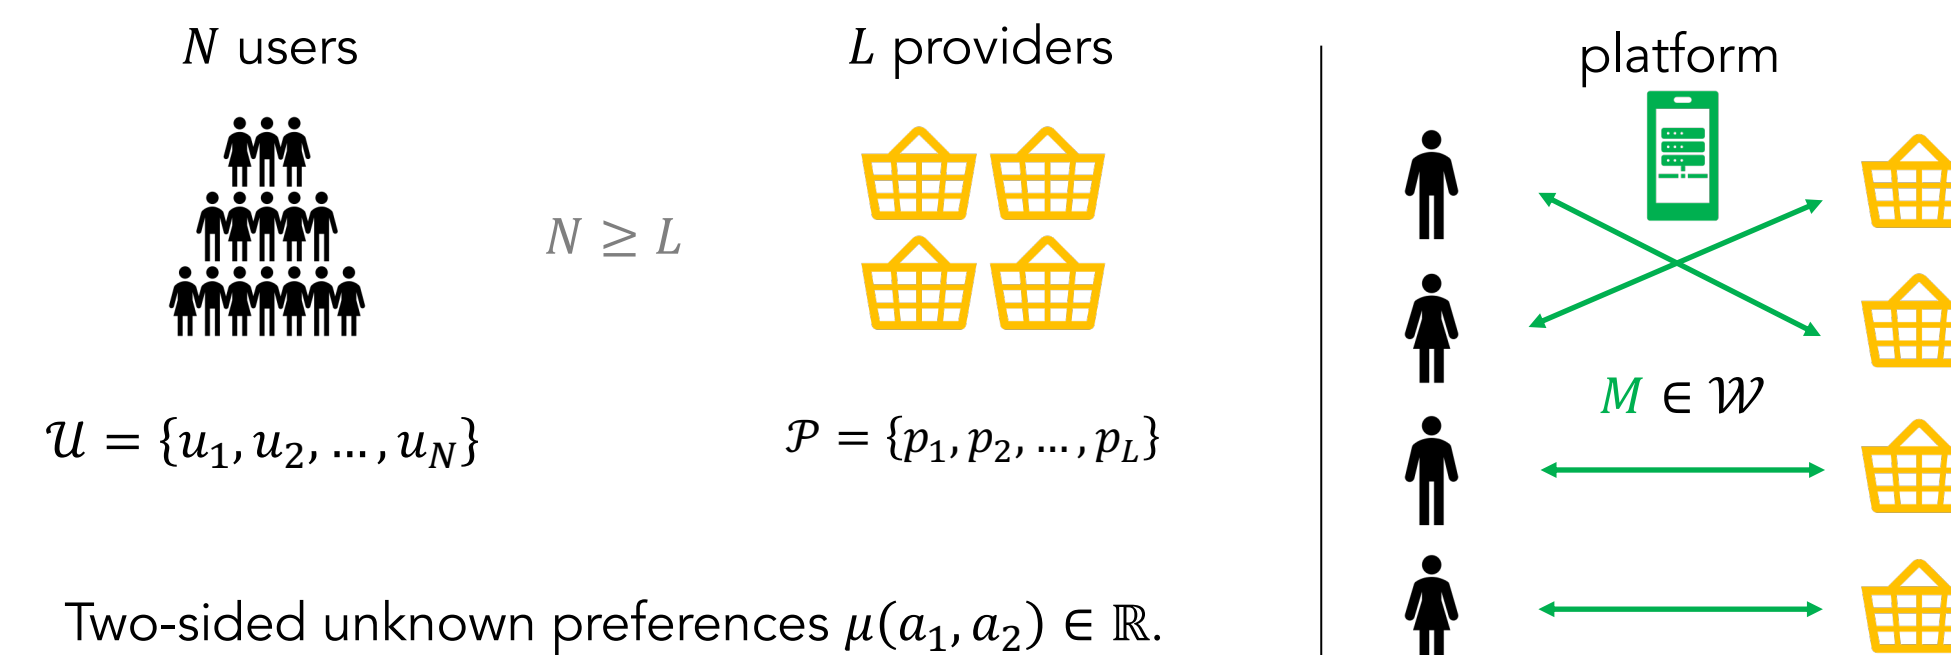 N users
L providers
platform
N ≥ L
M ∈ 𝒲
𝒰 = {u₁, u₂, ... , u_N}
𝒫 = {p₁, p₂, ... , p_L}
Two-sided unknown preferences μ(a₁, a₂) ∈ ℝ.